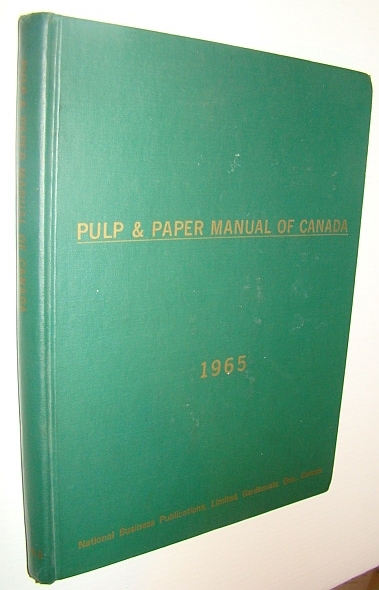 PULP & PAPER MANUAL OF CANADA
1965
National Business Publications, Limited, Gardenvale, Que., Canada